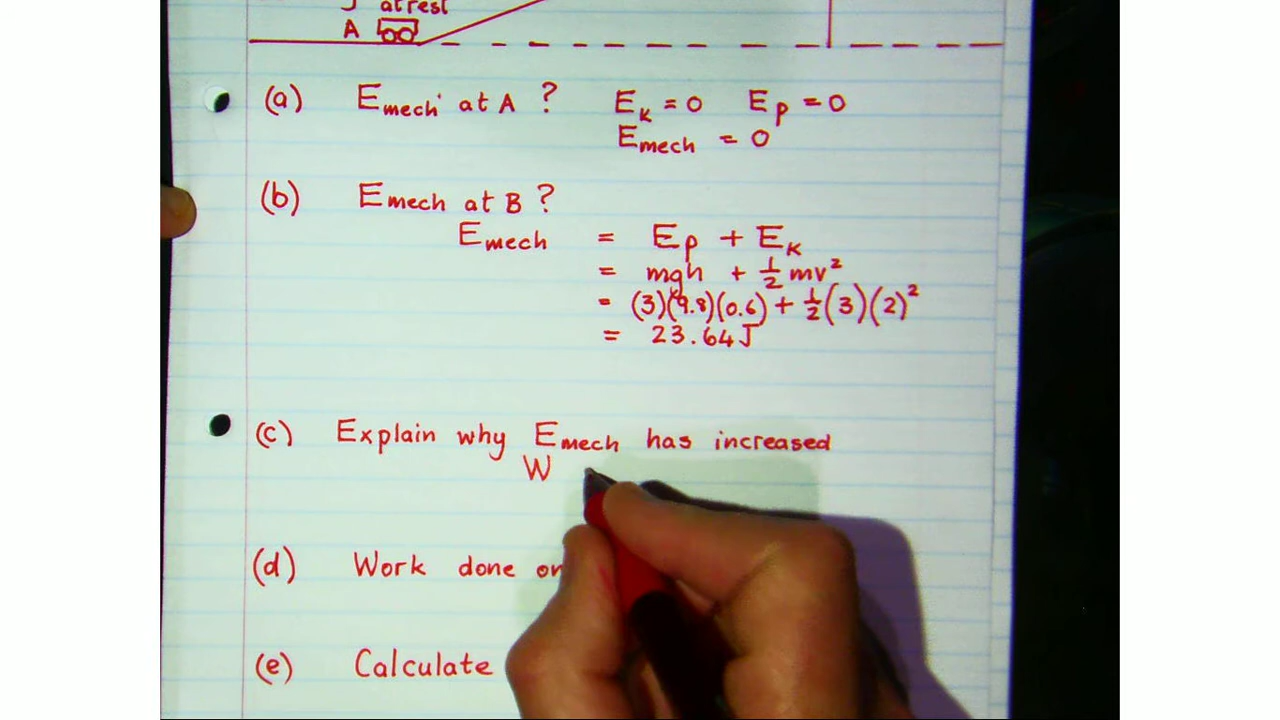 at rest
A
(a) Emech at A ? Ek = 0 Ep = 0
Emech = 0
(b) Emech at B ?
Emech = Ep + Ek
= mgh + ½mv²
= (3)(9.8)(0.6) + ½(3)(2)²
= 23.64J
(c) Explain why Emech has increased
W
(d) Work done on
(e) Calculate